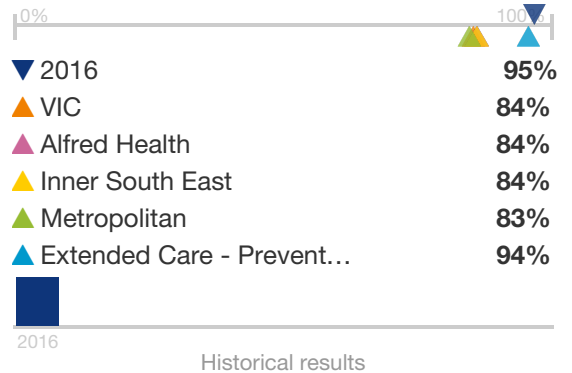 0% 100%
2016 95%
VIC 84%
Alfred Health 84%
Inner South East 84%
Metropolitan 83%
Extended Care - Prevent… 94%
2016
Historical results